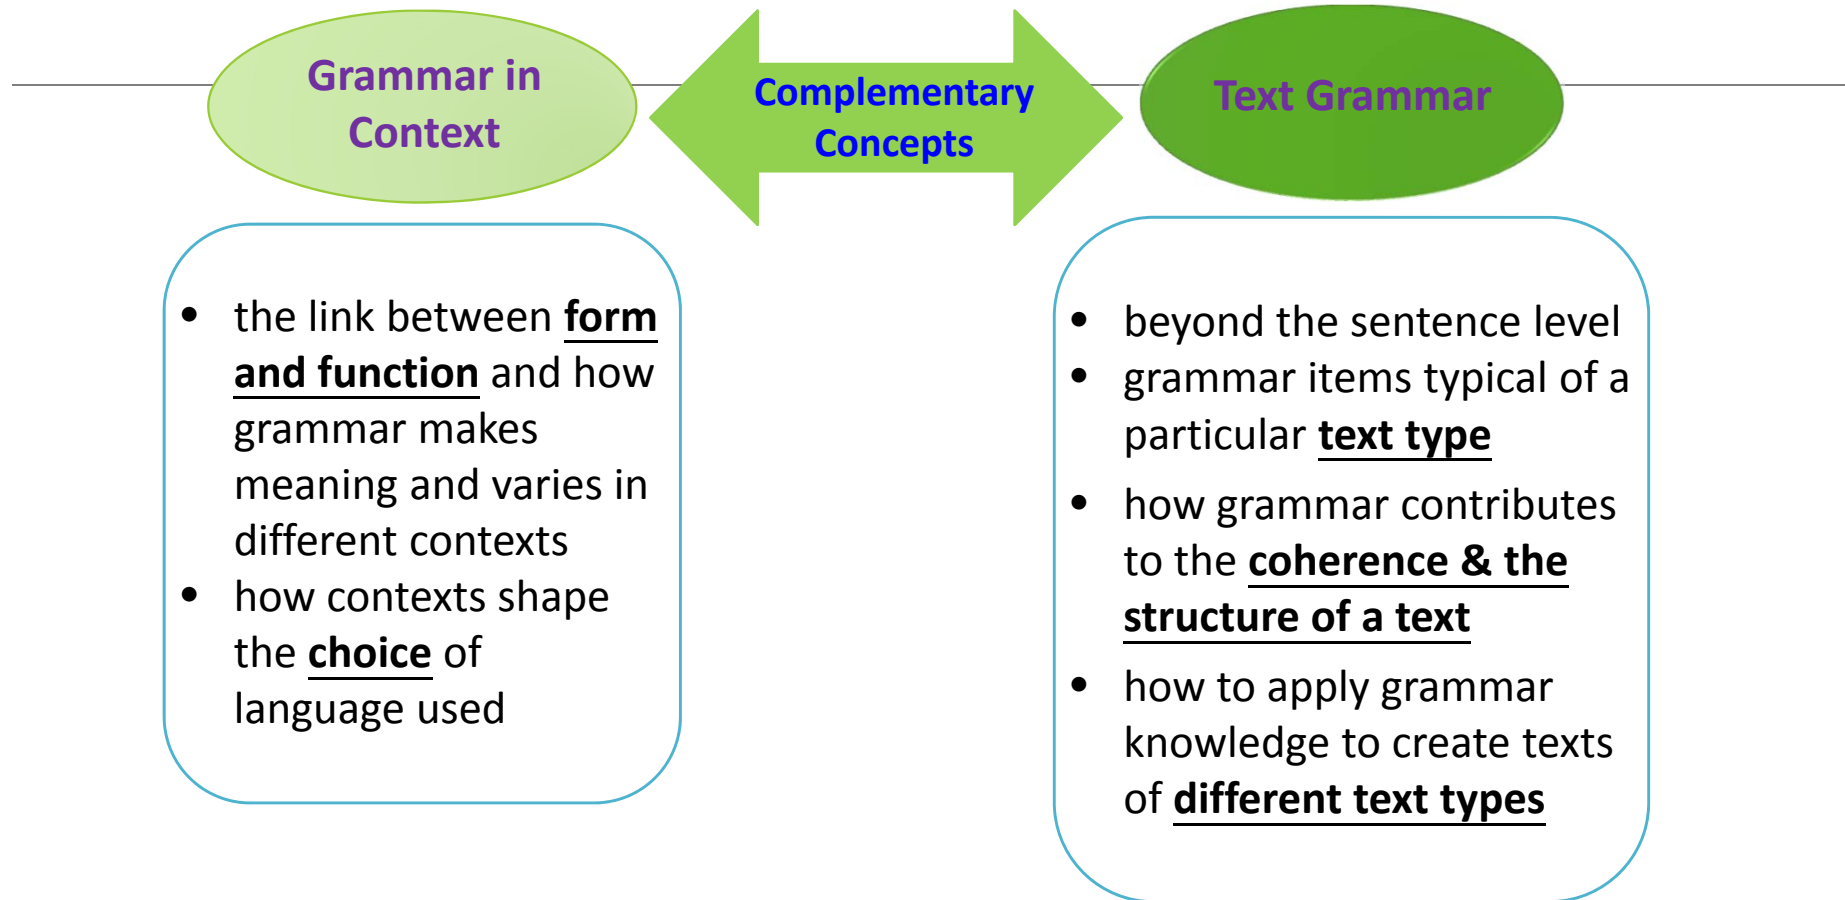 Grammar in
Context
Complementary
Concepts
Text Grammar
• the link between form
and function and how
grammar makes
meaning and varies in
different contexts
• how contexts shape
the choice of
language used
• beyond the sentence level
• grammar items typical of a
particular text type
• how grammar contributes
to the coherence & the
structure of a text
• how to apply grammar
knowledge to create texts
of different text types